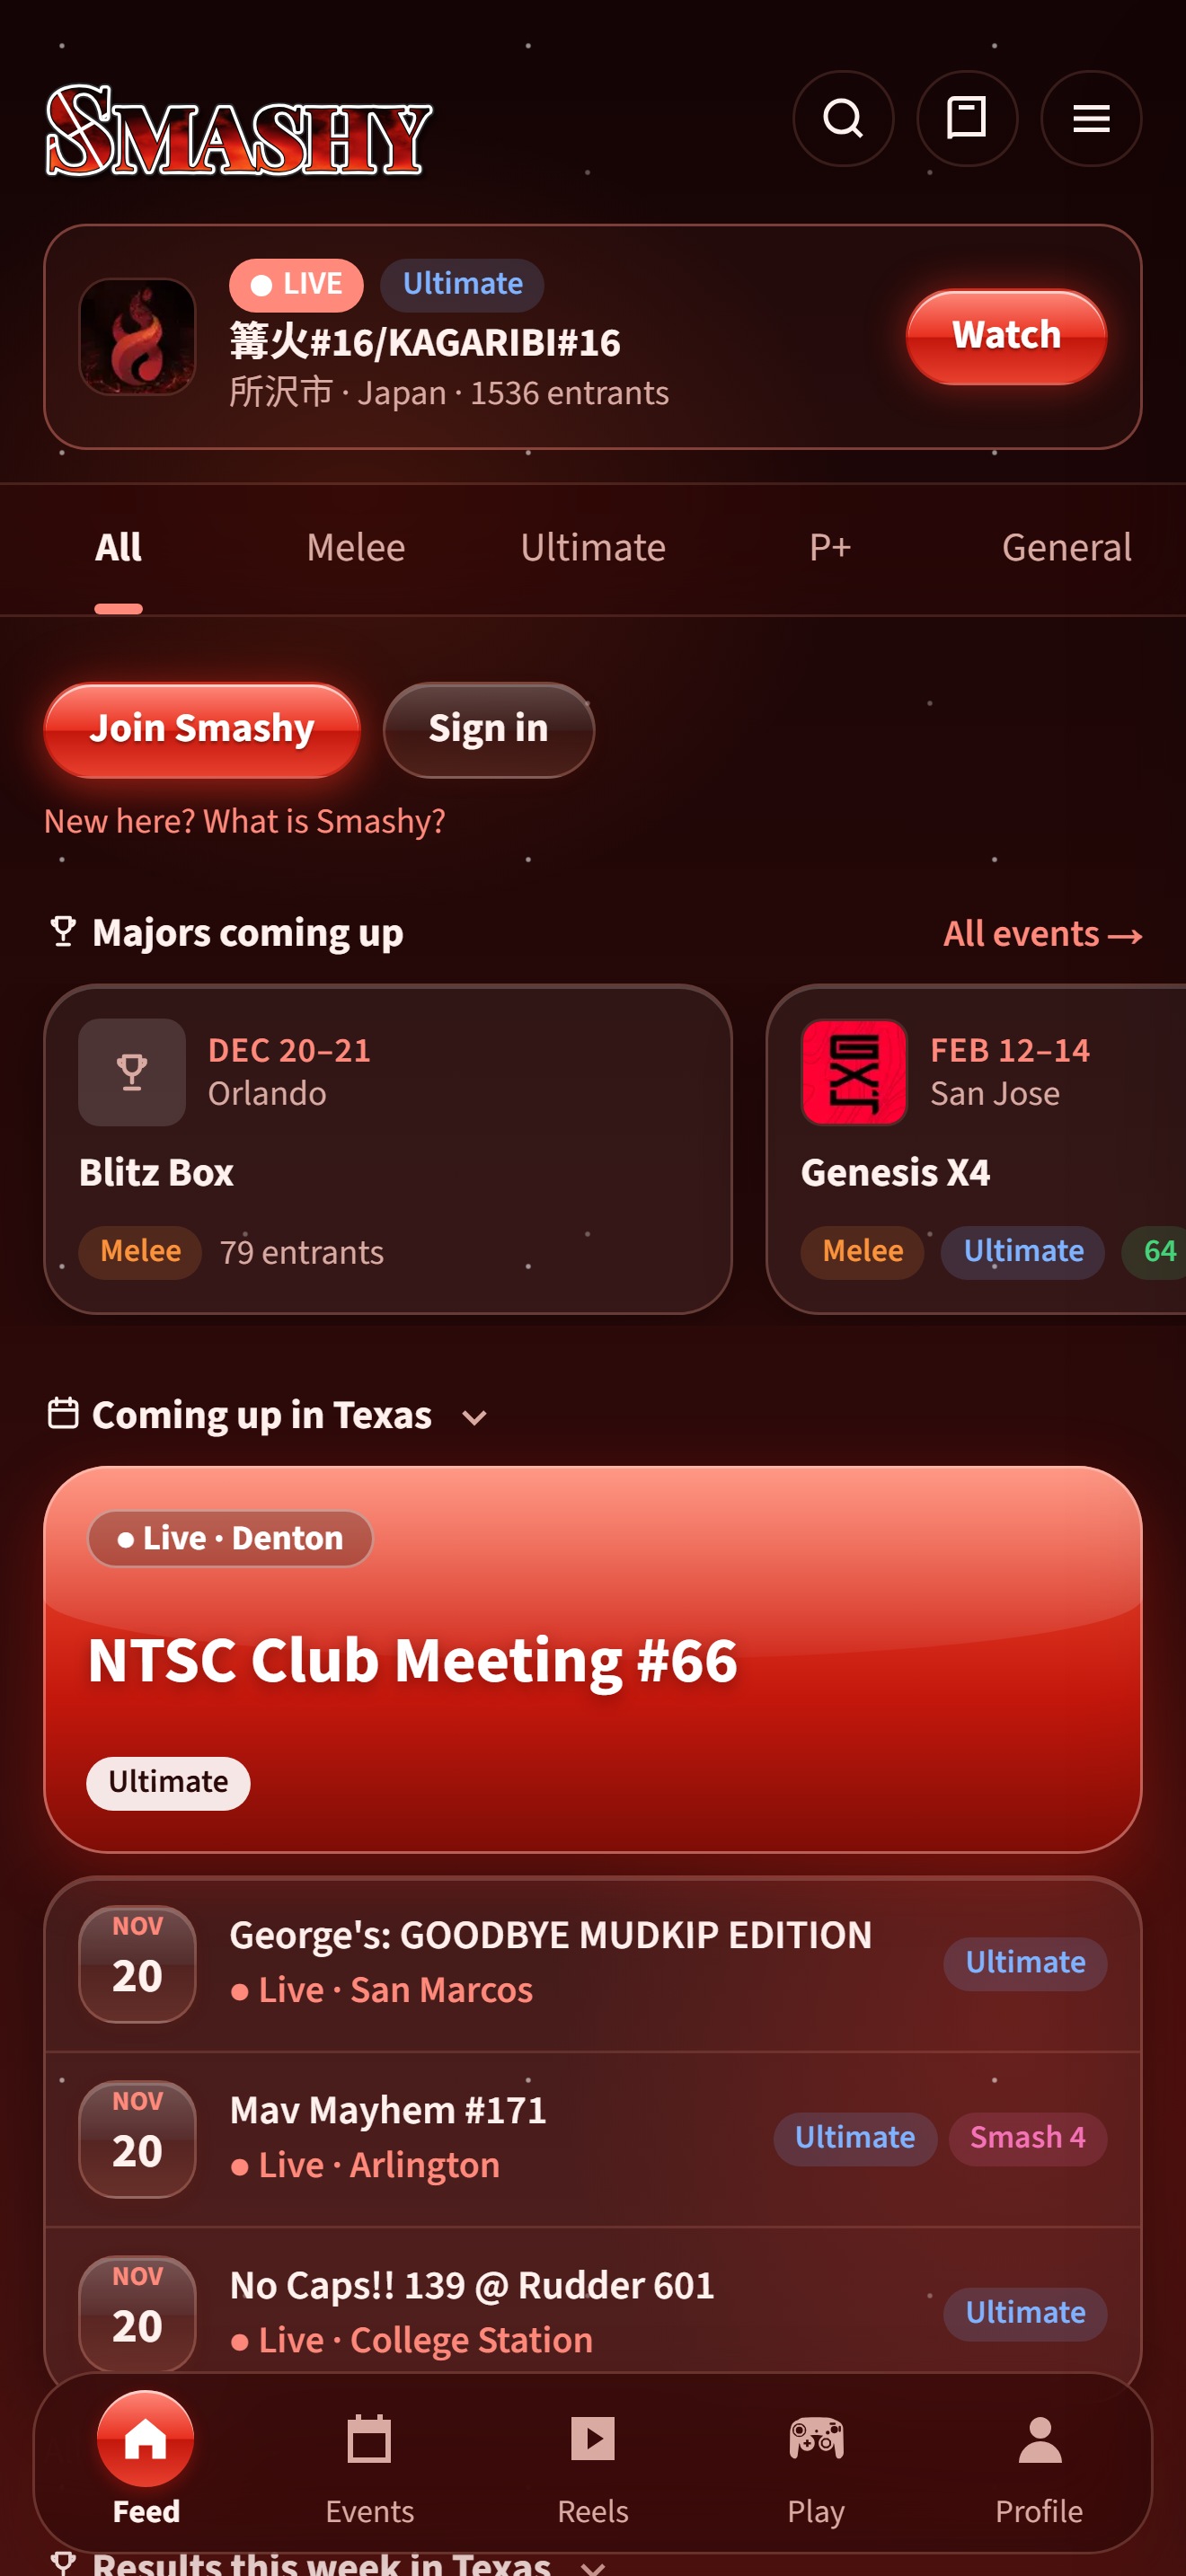 SMASHY
LIVE Ultimate
篝火#16/KAGARIBI#16
所沢市 · Japan · 1536 entrants
Watch
All Melee Ultimate P+ General
Join Smashy Sign in
New here? What is Smashy?
Majors coming up All events →
DEC 20–21
Orlando
Blitz Box
Melee 79 entrants
GX4
FEB 12–14
San Jose
Genesis X4
Melee Ultimate 64
Coming up in Texas
● Live · Denton
NTSC Club Meeting #66
Ultimate
NOV
20
George's: GOODBYE MUDKIP EDITION
● Live · San Marcos
Ultimate
NOV
20
Mav Mayhem #171
● Live · Arlington
Ultimate Smash 4
NOV
20
No Caps!! 139 @ Rudder 601
● Live · College Station
Ultimate
Feed Events Reels Play Profile
Results this week in Texas